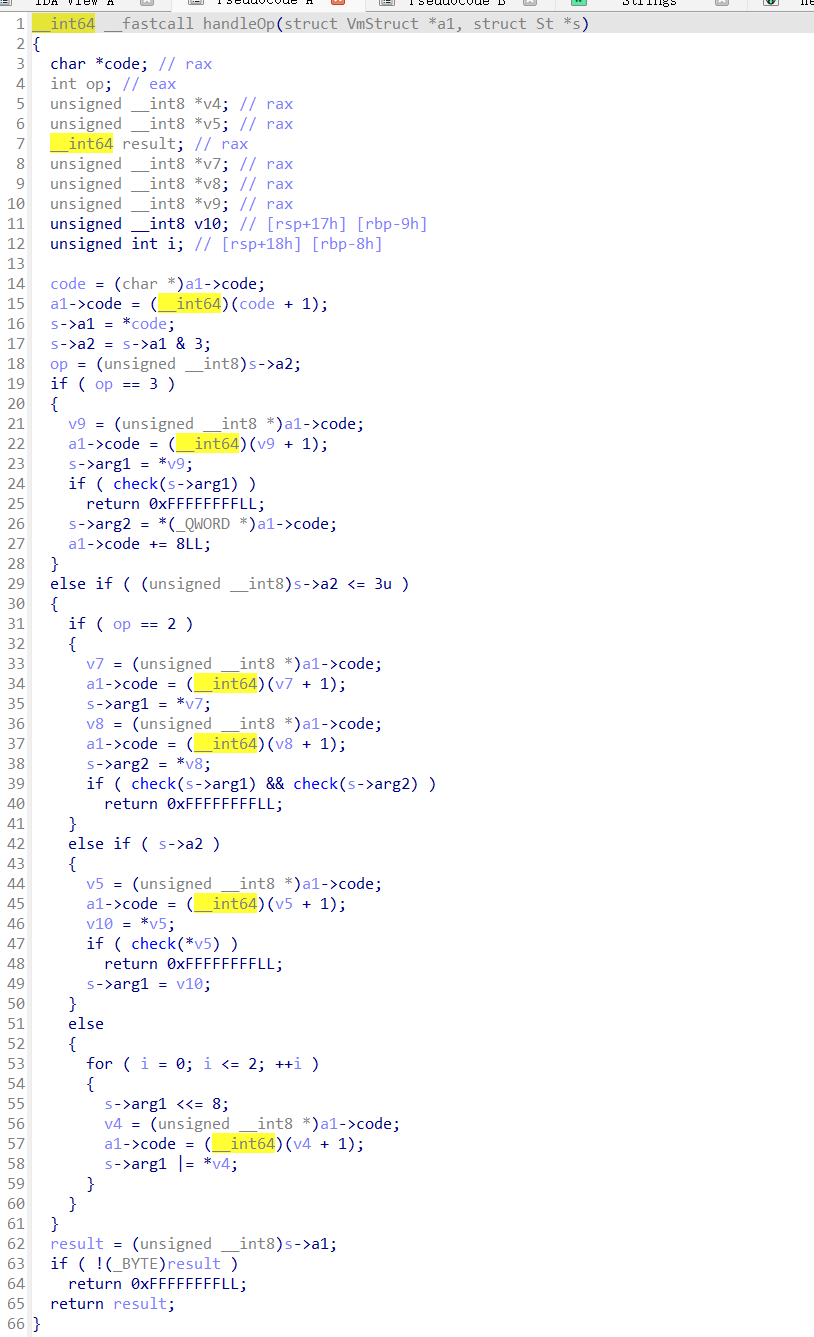 IDA View A Pseudocode A Pseudocode B Strings
1 __int64 __fastcall handleOp(struct VmStruct *a1, struct St *s)
2 {
3 char *code; // rax
4 int op; // eax
5 unsigned __int8 *v4; // rax
6 unsigned __int8 *v5; // rax
7 __int64 result; // rax
8 unsigned __int8 *v7; // rax
9 unsigned __int8 *v8; // rax
10 unsigned __int8 *v9; // rax
11 unsigned __int8 v10; // [rsp+17h] [rbp-9h]
12 unsigned int i; // [rsp+18h] [rbp-8h]
13
14 code = (char *)a1->code;
15 a1->code = (__int64)(code + 1);
16 s->a1 = *code;
17 s->a2 = s->a1 & 3;
18 op = (unsigned __int8)s->a2;
19 if ( op == 3 )
20 {
21 v9 = (unsigned __int8 *)a1->code;
22 a1->code = (__int64)(v9 + 1);
23 s->arg1 = *v9;
24 if ( check(s->arg1) )
25 return 0xFFFFFFFFLL;
26 s->arg2 = *(_QWORD *)a1->code;
27 a1->code += 8LL;
28 }
29 else if ( (unsigned __int8)s->a2 <= 3u )
30 {
31 if ( op == 2 )
32 {
33 v7 = (unsigned __int8 *)a1->code;
34 a1->code = (__int64)(v7 + 1);
35 s->arg1 = *v7;
36 v8 = (unsigned __int8 *)a1->code;
37 a1->code = (__int64)(v8 + 1);
38 s->arg2 = *v8;
39 if ( check(s->arg1) && check(s->arg2) )
40 return 0xFFFFFFFFLL;
41 }
42 else if ( s->a2 )
43 {
44 v5 = (unsigned __int8 *)a1->code;
45 a1->code = (__int64)(v5 + 1);
46 v10 = *v5;
47 if ( check(*v5) )
48 return 0xFFFFFFFFLL;
49 s->arg1 = v10;
50 }
51 else
52 {
53 for ( i = 0; i <= 2; ++i )
54 {
55 s->arg1 <<= 8;
56 v4 = (unsigned __int8 *)a1->code;
57 a1->code = (__int64)(v4 + 1);
58 s->arg1 |= *v4;
59 }
60 }
61 }
62 result = (unsigned __int8)s->a1;
63 if ( !(_BYTE)result )
64 return 0xFFFFFFFFLL;
65 return result;
66 }